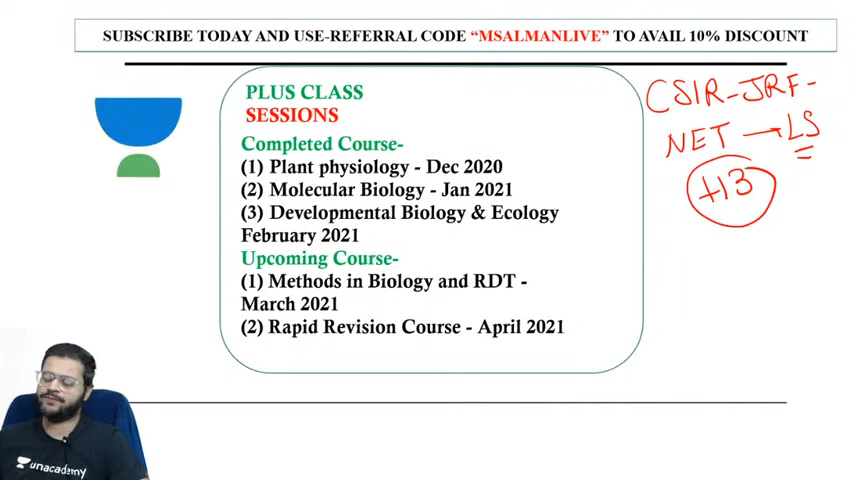 SUBSCRIBE TODAY AND USE-REFERRAL CODE “MSALMANLIVE” TO AVAIL 10% DISCOUNT
PLUS CLASS
SESSIONS
Completed Course-
(1) Plant physiology - Dec 2020
(2) Molecular Biology - Jan 2021
(3) Developmental Biology & Ecology
February 2021
Upcoming Course-
(1) Methods in Biology and RDT -
March 2021
(2) Rapid Revision Course - April 2021
CSIR-JRF-
NET → LS
+13
unacademy